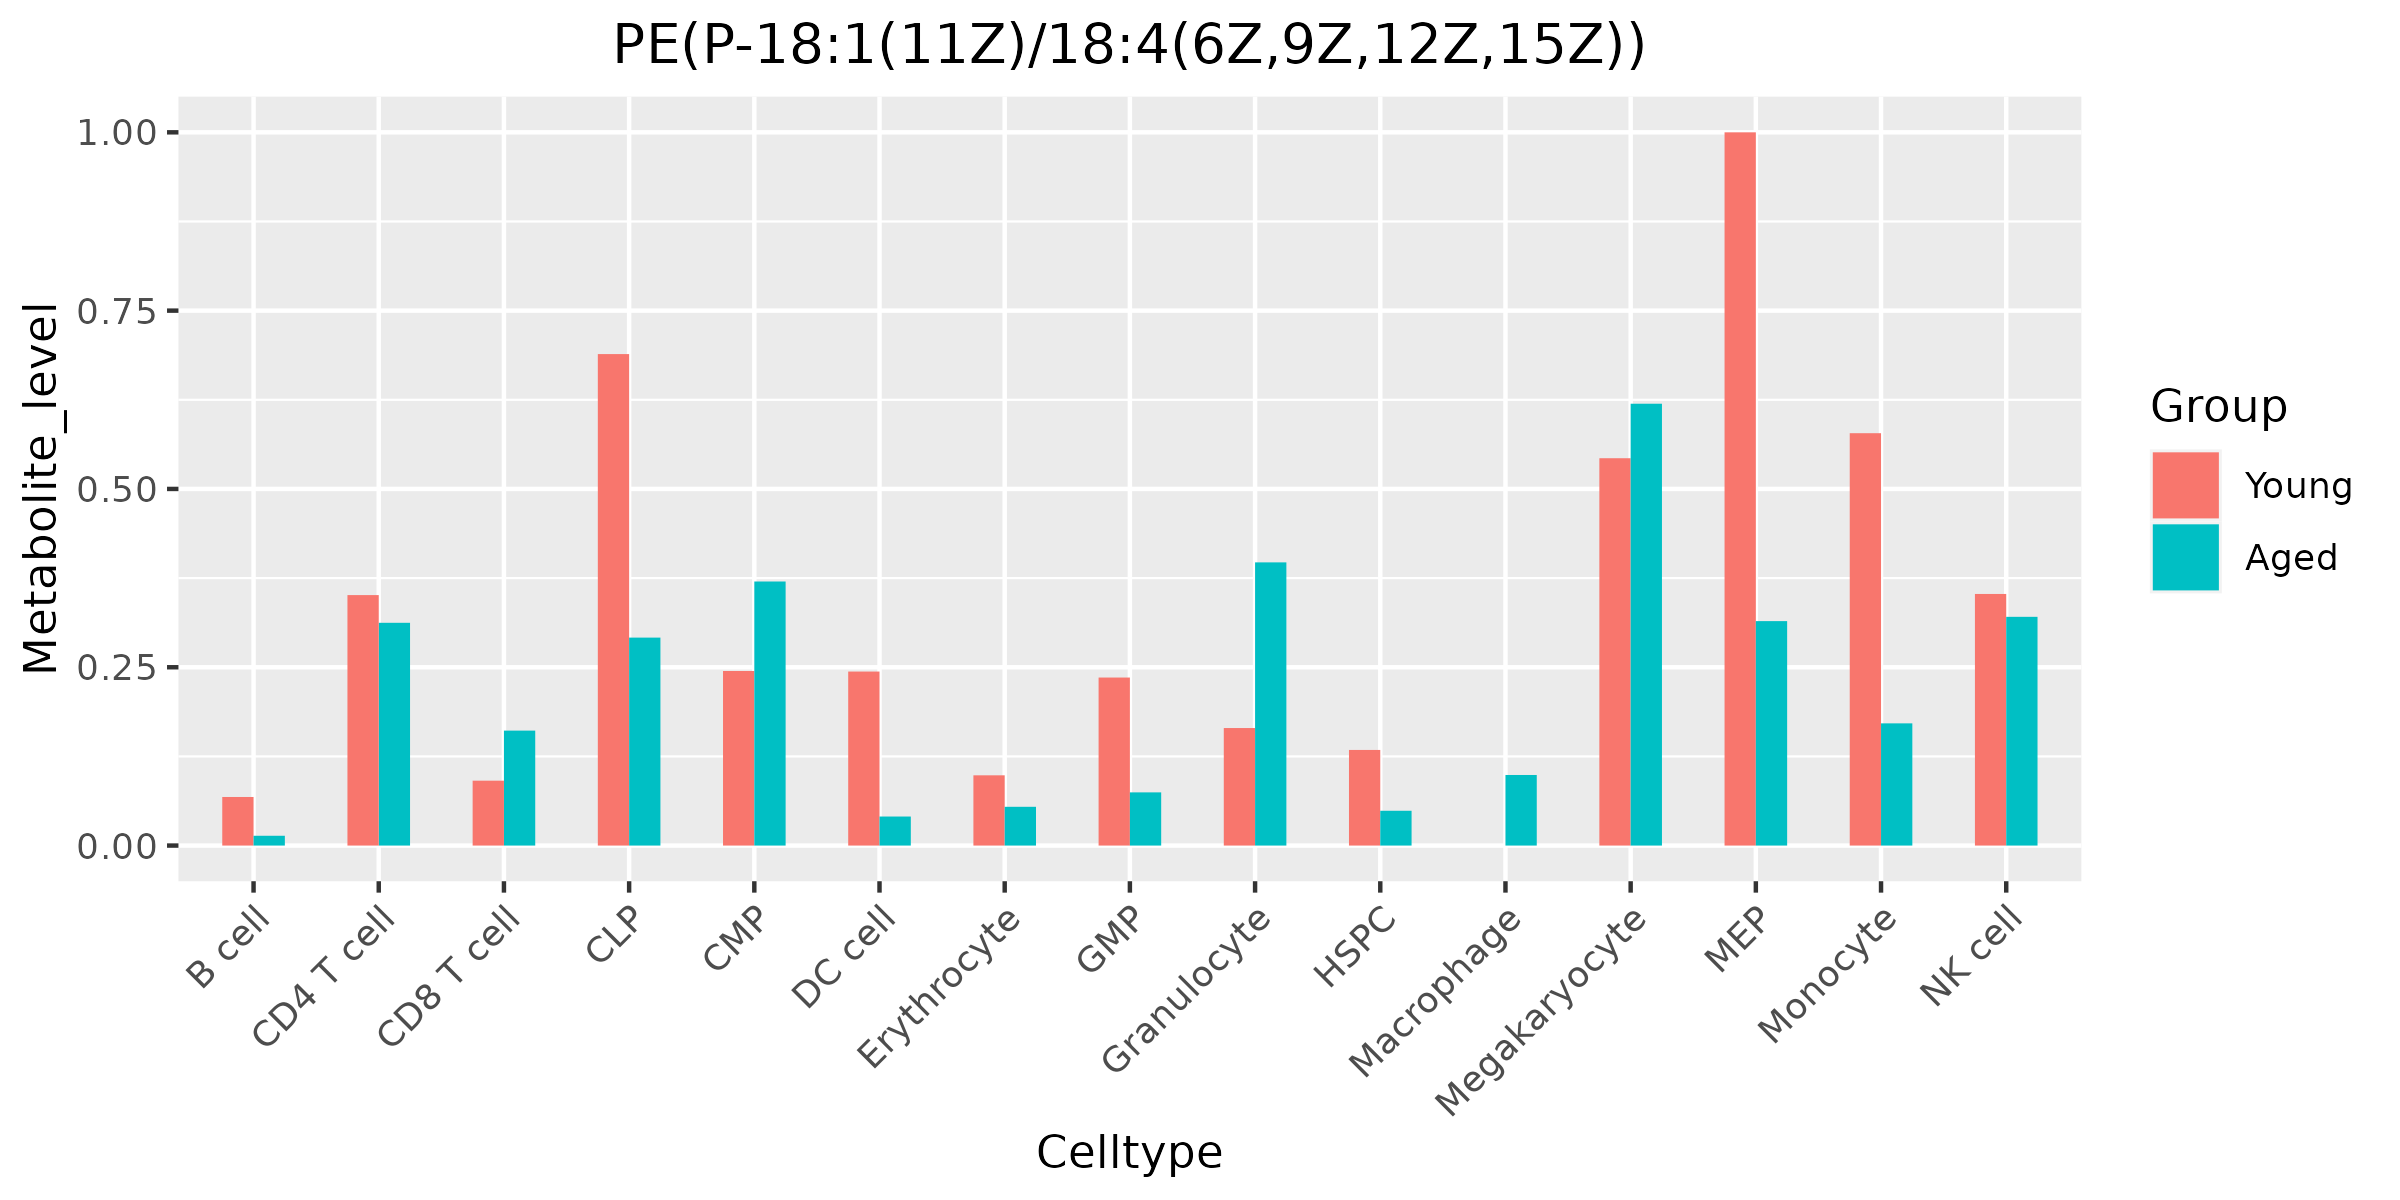 PE(P-18:1(11Z)/18:4(6Z,9Z,12Z,15Z))
Metabolite_level
1.00
0.75
0.50
0.25
0.00
B cell
CD4 T cell
CD8 T cell
CLP
CMP
DC cell
Erythrocyte
GMP
Granulocyte
HSPC
Macrophage
Megakaryocyte
MEP
Monocyte
NK cell
Celltype
Group
Young
Aged